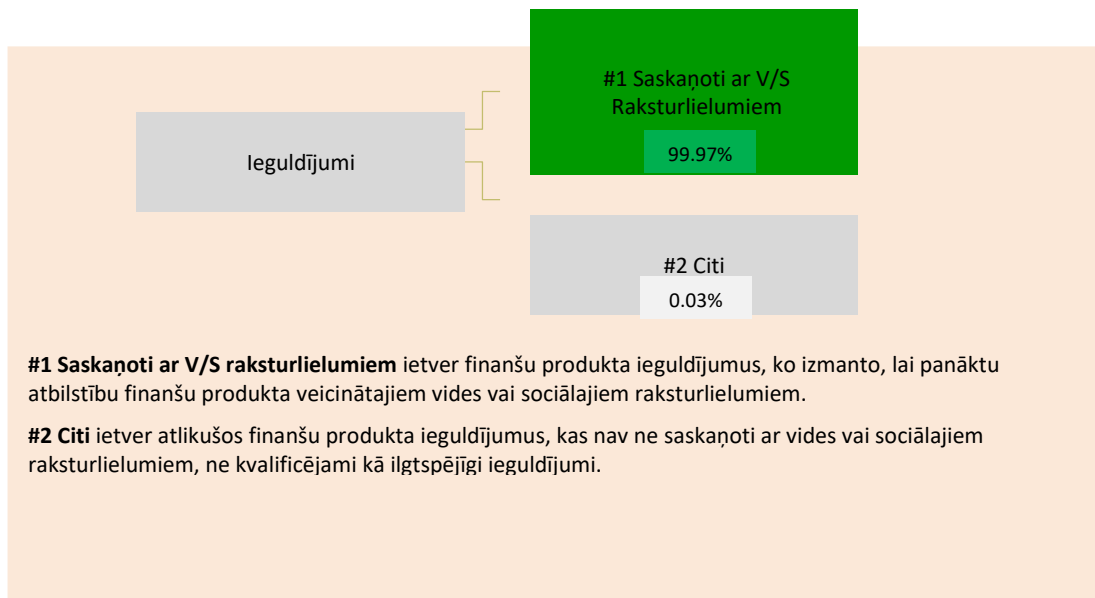 Ieguldījumi
#1 Saskaņoti ar V/S
Raksturlielumiem
99.97%
#2 Citi
0.03%
#1 Saskaņoti ar V/S raksturlielumiem ietver finanšu produkta ieguldījumus, ko izmanto, lai panāktu
atbilstību finanšu produkta veicinātajiem vides vai sociālajiem raksturlielumiem.
#2 Citi ietver atlikušos finanšu produkta ieguldījumus, kas nav ne saskaņoti ar vides vai sociālajiem
raksturlielumiem, ne kvalificējami kā ilgtspējīgi ieguldījumi.